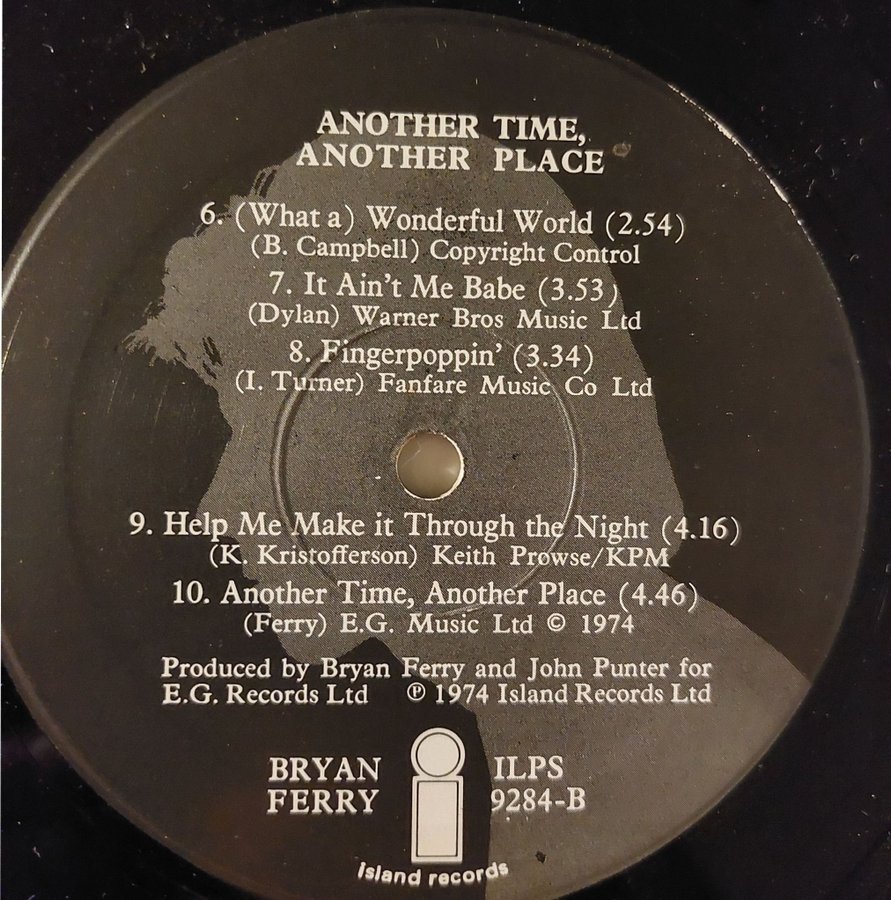 ANOTHER TIME,
ANOTHER PLACE
6. (What a) Wonderful World (2.54)
(B. Campbell) Copyright Control
7. It Ain't Me Babe (3.53)
(Dylan) Warner Bros Music Ltd
8. Fingerpoppin' (3.34)
(I. Turner) Fanfare Music Co Ltd
9. Help Me Make it Through the Night (4.16)
(K. Kristofferson) Keith Prowse/KPM
10. Another Time, Another Place (4.46)
(Ferry) E.G. Music Ltd © 1974
Produced by Bryan Ferry and John Punter for
E.G. Records Ltd ℗ 1974 Island Records Ltd
BRYAN FERRY
ILPS 9284-B
island records